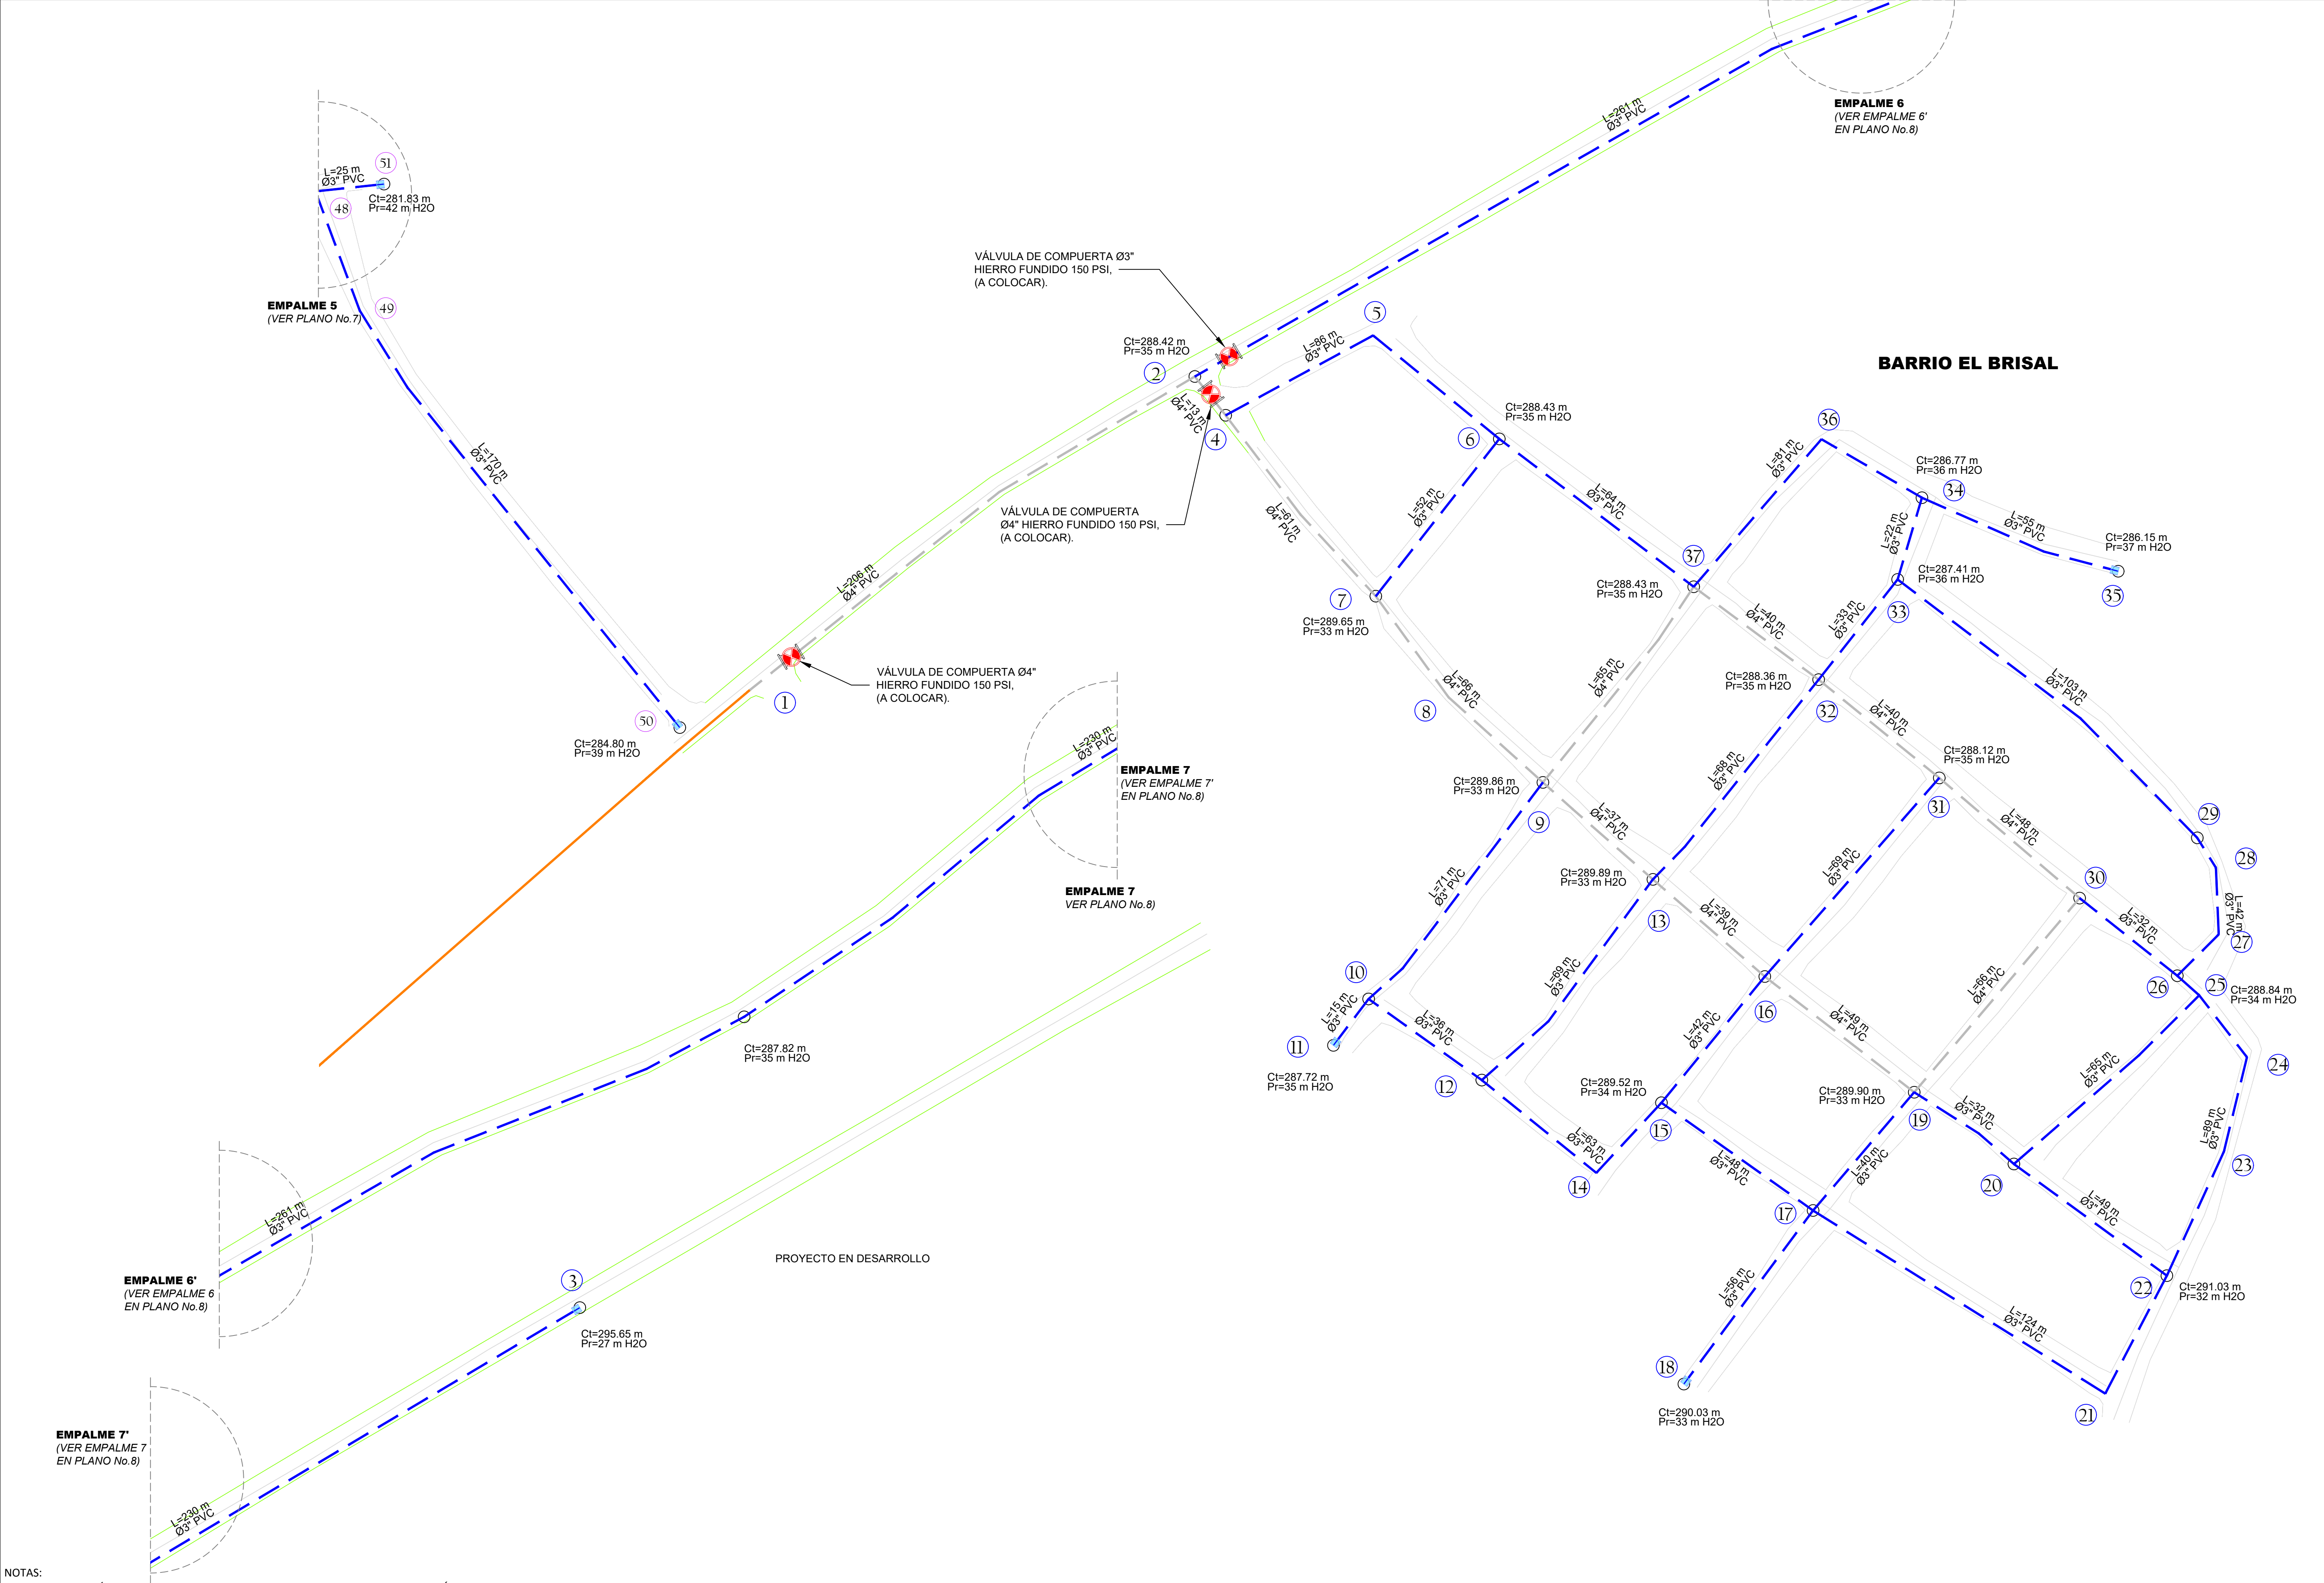 EMPALME 6
(VER EMPALME 6'
EN PLANO No.8)
L=261 m
Ø3" PVC
51
L=25 m
Ø3" PVC
Ct=281.83 m
Pr=42 m H2O
48
49
EMPALME 5
(VER PLANO No.7)
L=170 m
Ø3" PVC
50
Ct=284.80 m
Pr=39 m H2O
VÁLVULA DE COMPUERTA Ø3"
HIERRO FUNDIDO 150 PSI,
(A COLOCAR).
Ct=288.42 m
Pr=35 m H2O
2
L=13 m
Ø4" PVC
4
L=86 m
Ø3" PVC
5
BARRIO EL BRISAL
VÁLVULA DE COMPUERTA
Ø4" HIERRO FUNDIDO 150 PSI,
(A COLOCAR).
L=206 m
Ø4" PVC
VÁLVULA DE COMPUERTA Ø4"
HIERRO FUNDIDO 150 PSI,
(A COLOCAR).
1
L=61 m
Ø4" PVC
Ct=288.43 m
Pr=35 m H2O
6
L=52 m
Ø3" PVC
L=64 m
Ø3" PVC
7
Ct=289.65 m
Pr=33 m H2O
37
Ct=288.43 m
Pr=35 m H2O
L=81 m
Ø3" PVC
36
Ct=286.77 m
Pr=36 m H2O
34
L=55 m
Ø3" PVC
Ct=286.15 m
Pr=37 m H2O
35
L=22 m
Ø3" PVC
Ct=287.41 m
Pr=36 m H2O
33
L=40 m
Ø4" PVC
L=33 m
Ø3" PVC
Ct=288.36 m
Pr=35 m H2O
32
L=103 m
Ø3" PVC
L=66 m
Ø4" PVC
8
L=65 m
Ø4" PVC
L=40 m
Ø4" PVC
L=68 m
Ø3" PVC
Ct=288.12 m
Pr=35 m H2O
31
Ct=289.86 m
Pr=33 m H2O
9
L=37 m
Ø4" PVC
L=48 m
Ø4" PVC
29
28
L=42 m
Ø3" PVC
27
30
L=32 m
Ø3" PVC
26
25
Ct=288.84 m
Pr=34 m H2O
L=71 m
Ø3" PVC
Ct=289.89 m
Pr=33 m H2O
13
L=39 m
Ø4" PVC
L=69 m
Ø3" PVC
10
L=15 m
Ø3" PVC
11
Ct=287.72 m
Pr=35 m H2O
L=36 m
Ø3" PVC
12
L=69 m
Ø3" PVC
16
L=42 m
Ø3" PVC
L=49 m
Ø4" PVC
L=66 m
Ø4" PVC
L=65 m
Ø3" PVC
24
Ct=289.52 m
Pr=34 m H2O
15
Ct=289.90 m
Pr=33 m H2O
19
L=32 m
Ø3" PVC
L=89 m
Ø3" PVC
23
L=63 m
Ø3" PVC
14
L=48 m
Ø3" PVC
L=40 m
Ø3" PVC
17
20
L=49 m
Ø3" PVC
22
Ct=291.03 m
Pr=32 m H2O
L=56 m
Ø3" PVC
L=124 m
Ø3" PVC
18
Ct=290.03 m
Pr=33 m H2O
21
L=230 m
Ø3" PVC
EMPALME 7
(VER EMPALME 7'
EN PLANO No.8)
EMPALME 7
VER PLANO No.8)
Ct=287.82 m
Pr=35 m H2O
L=261 m
Ø3" PVC
EMPALME 6'
(VER EMPALME 6
EN PLANO No.8)
PROYECTO EN DESARROLLO
3
Ct=295.65 m
Pr=27 m H2O
EMPALME 7'
(VER EMPALME 7
EN PLANO No.8)
L=230 m
Ø3" PVC
NOTAS: